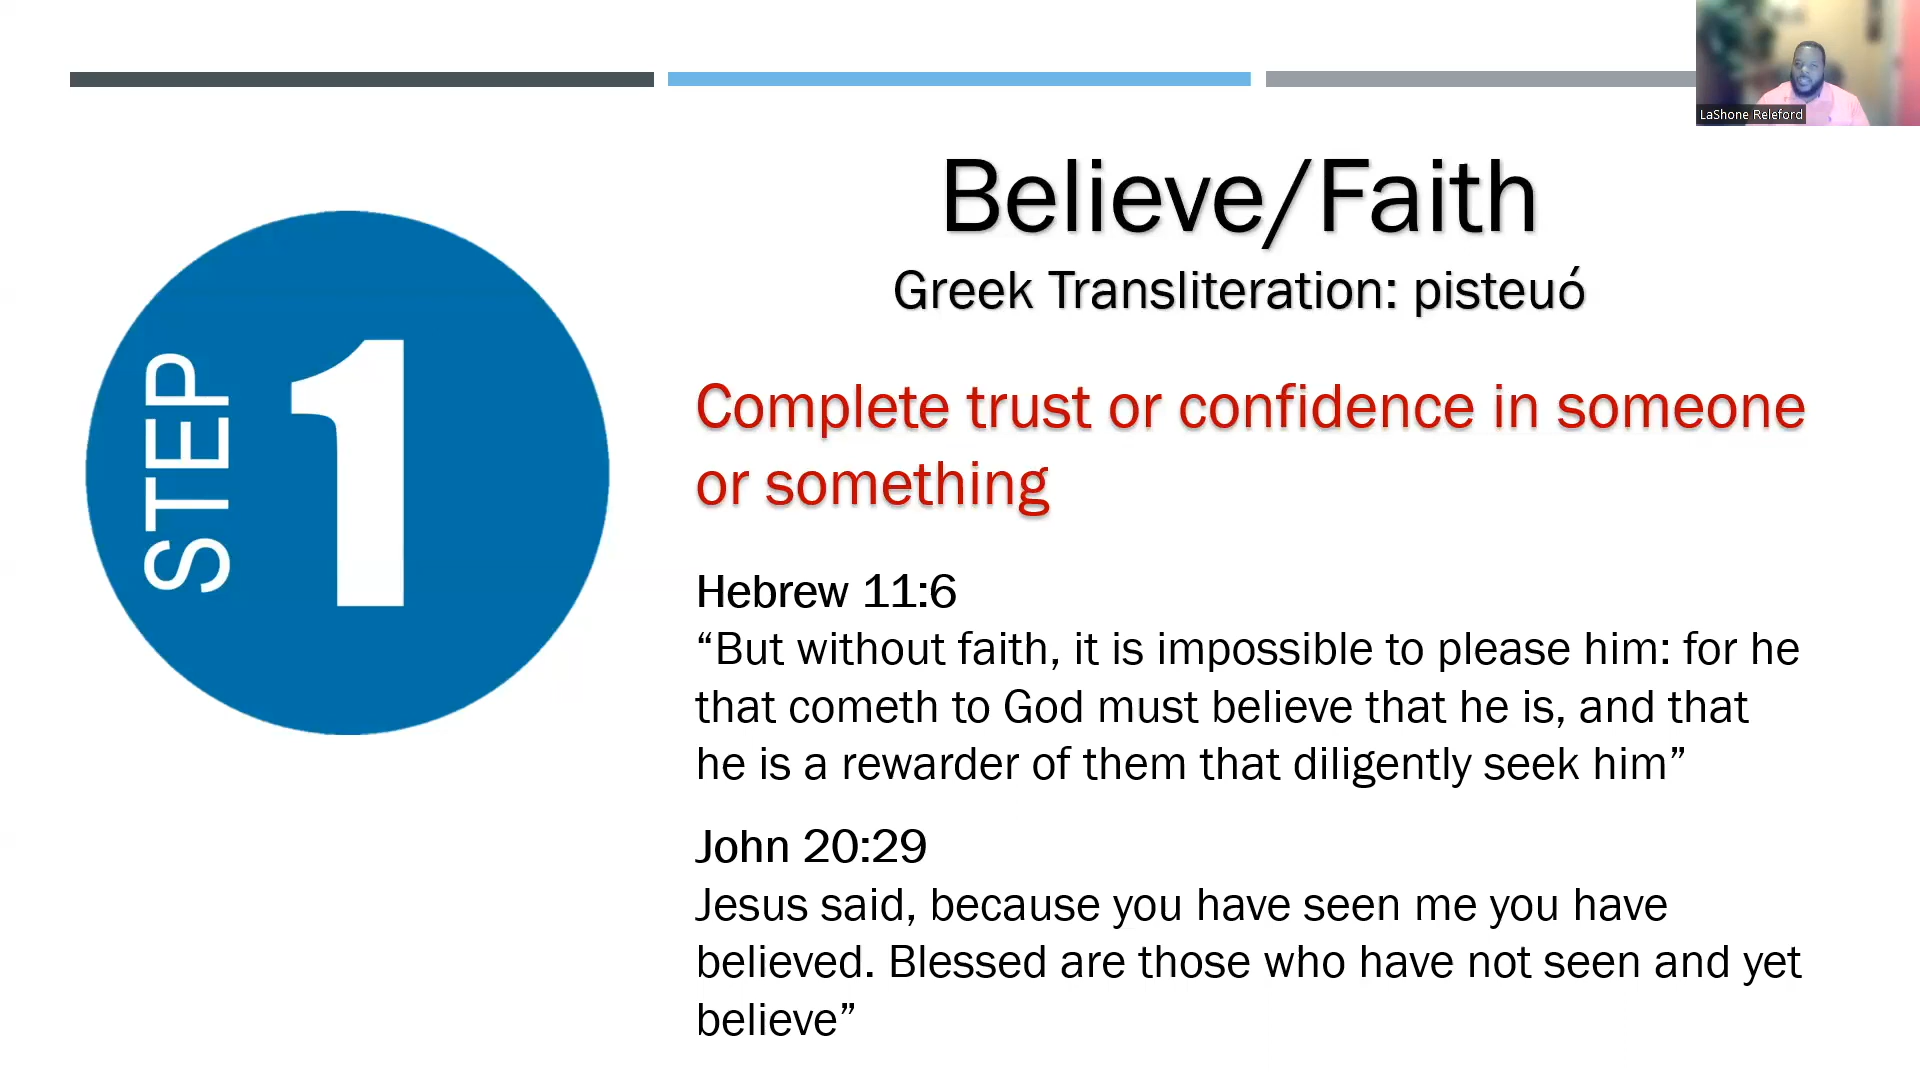 LaShone Releford
Believe/Faith
Greek Transliteration: pisteuó
STEP 1
Complete trust or confidence in someone
or something
Hebrew 11:6
“But without faith, it is impossible to please him: for he
that cometh to God must believe that he is, and that
he is a rewarder of them that diligently seek him”
John 20:29
Jesus said, because you have seen me you have
believed. Blessed are those who have not seen and yet
believe”